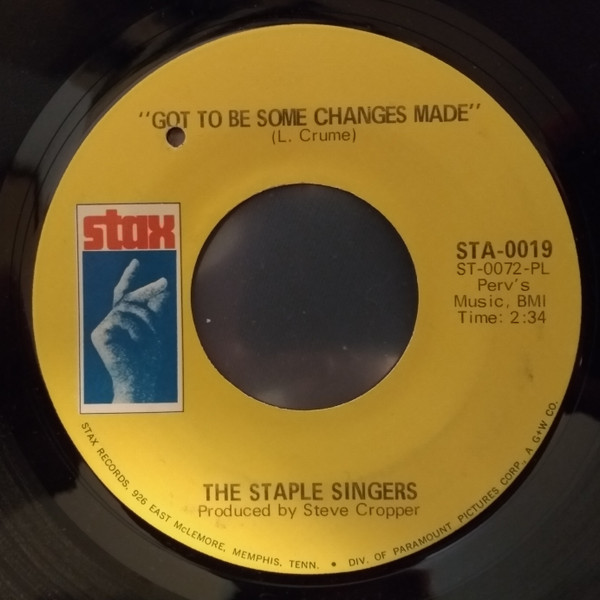 "GOT TO BE SOME CHANGES MADE"
(L. Crume)
stax
STA-0019
ST-0072-PL
Perv's
Music, BMI
Time: 2:34
THE STAPLE SINGERS
Produced by Steve Cropper
STAX RECORDS, 926 EAST McLEMORE, MEMPHIS, TENN. • DIV. OF PARAMOUNT PICTURES CORP., A G+W CO.